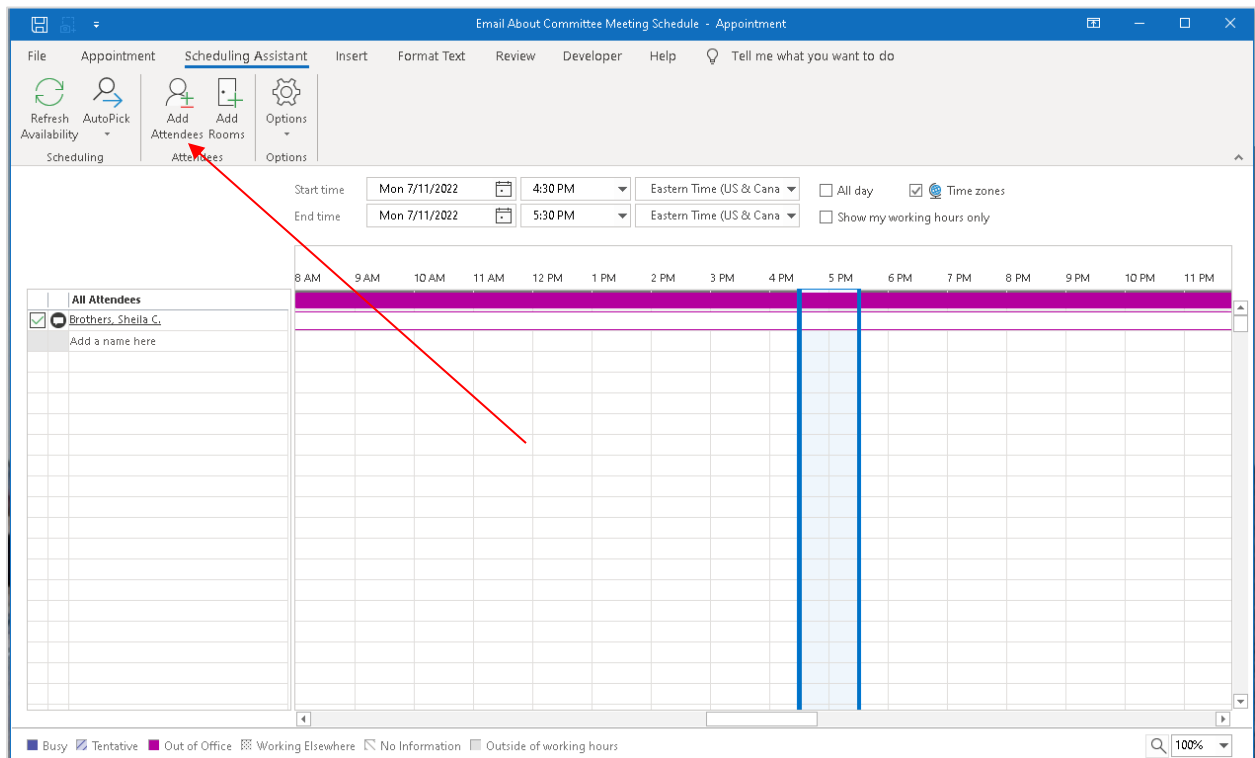 Email About Committee Meeting Schedule - Appointment
File Appointment Scheduling Assistant Insert Format Text Review Developer Help Tell me what you want to do
Refresh Availability AutoPick Add Attendees Add Rooms Options
Scheduling Attendees Options
Start time Mon 7/11/2022 4:30 PM Eastern Time (US & Cana All day Time zones
End time Mon 7/11/2022 5:30 PM Eastern Time (US & Cana Show my working hours only
8 AM 9 AM 10 AM 11 AM 12 PM 1 PM 2 PM 3 PM 4 PM 5 PM 6 PM 7 PM 8 PM 9 PM 10 PM 11 PM
All Attendees
Brothers, Sheila C.
Add a name here
Busy Tentative Out of Office Working Elsewhere No Information Outside of working hours 100%